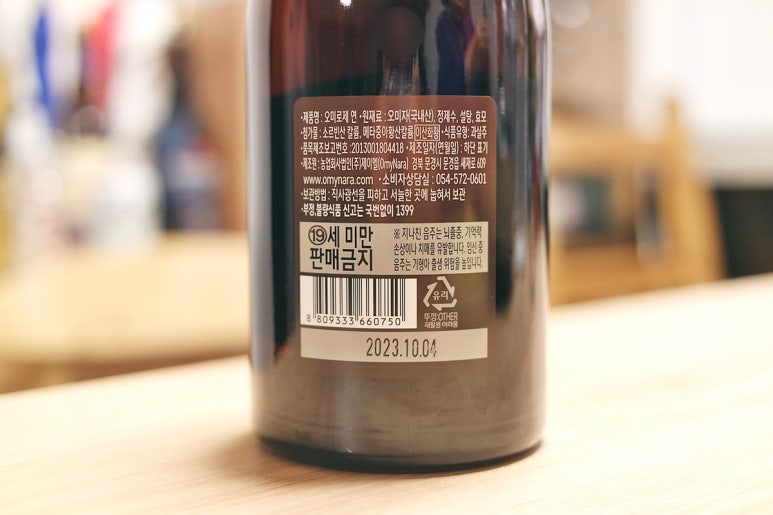 •제품명 : 오미로제 연 •원재료 : 오미자(국내산), 정제수, 설탕, 효모
•첨가물 : 소르빈산 칼륨, 메타중아황산칼륨(이산화황) •식품유형 : 과실주
•품목제조보고번호 : 2013001804418 •제조일자(연월일) : 하단 표기
•제조원 : 농업회사법인(주)제이엘(OmyNara) 경북 문경시 문경읍 새재로 609
www.omynara.com •소비자상담실 : 054-572-0601
•보관방법 : 직사광선을 피하고 서늘한 곳에 눕혀서 보관
•부정,불량식품 신고는 국번없이 1399
19세 미만
판매금지
※ 지나친 음주는 뇌졸중, 기억력
손상이나 치매를 유발합니다. 임신 중
음주는 기형아 출생 위험을 높입니다.
8 809333 660750
유리
뚜껑:OTHER
재활용 어려움
2023.10.04